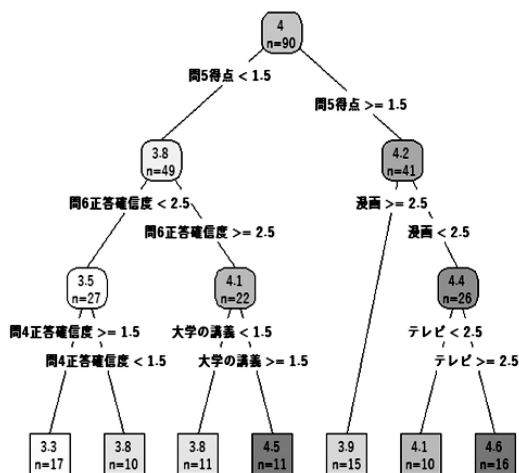 4
n=90
問5得点 < 1.5
問5得点 >= 1.5
3.8
n=49
4.2
n=41
問6正答確信度 < 2.5
問6正答確信度 >= 2.5
漫画 >= 2.5
漫画 < 2.5
3.5
n=27
4.1
n=22
4.4
n=26
問4正答確信度 >= 1.5
問4正答確信度 < 1.5
大学の講義 < 1.5
大学の講義 >= 1.5
テレビ < 2.5
テレビ >= 2.5
3.3
n=17
3.8
n=10
3.8
n=11
4.5
n=11
3.9
n=15
4.1
n=10
4.6
n=16